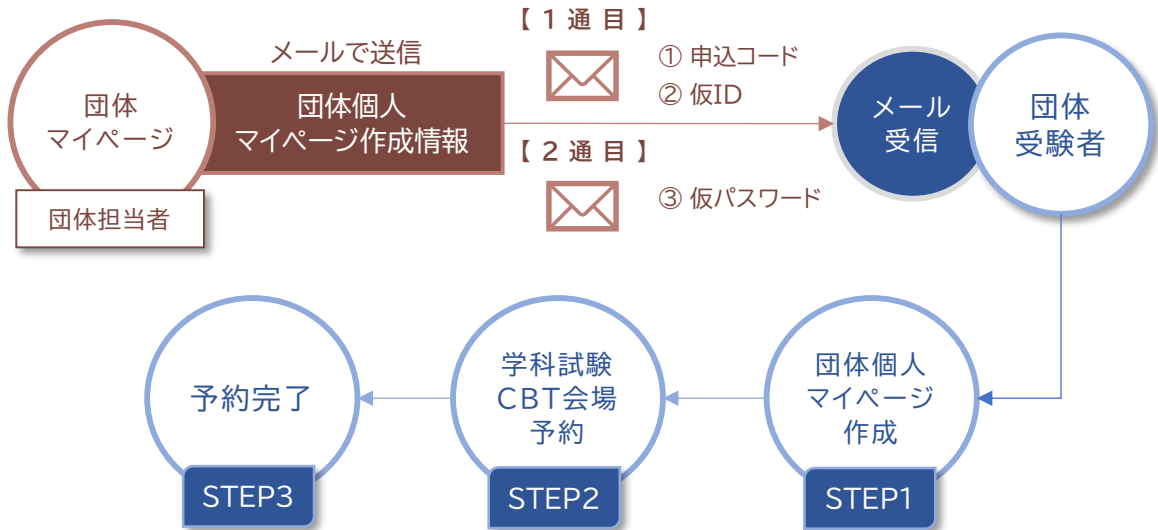 団体
マイページ
団体担当者
メールで送信
団体個人
マイページ作成情報
【 1 通 目 】
① 申込コード
② 仮ID
【 2 通 目 】
③ 仮パスワード
メール
受信
団体
受験者
団体個人
マイページ
作成
STEP1
学科試験
CBT会場
予約
STEP2
予約完了
STEP3